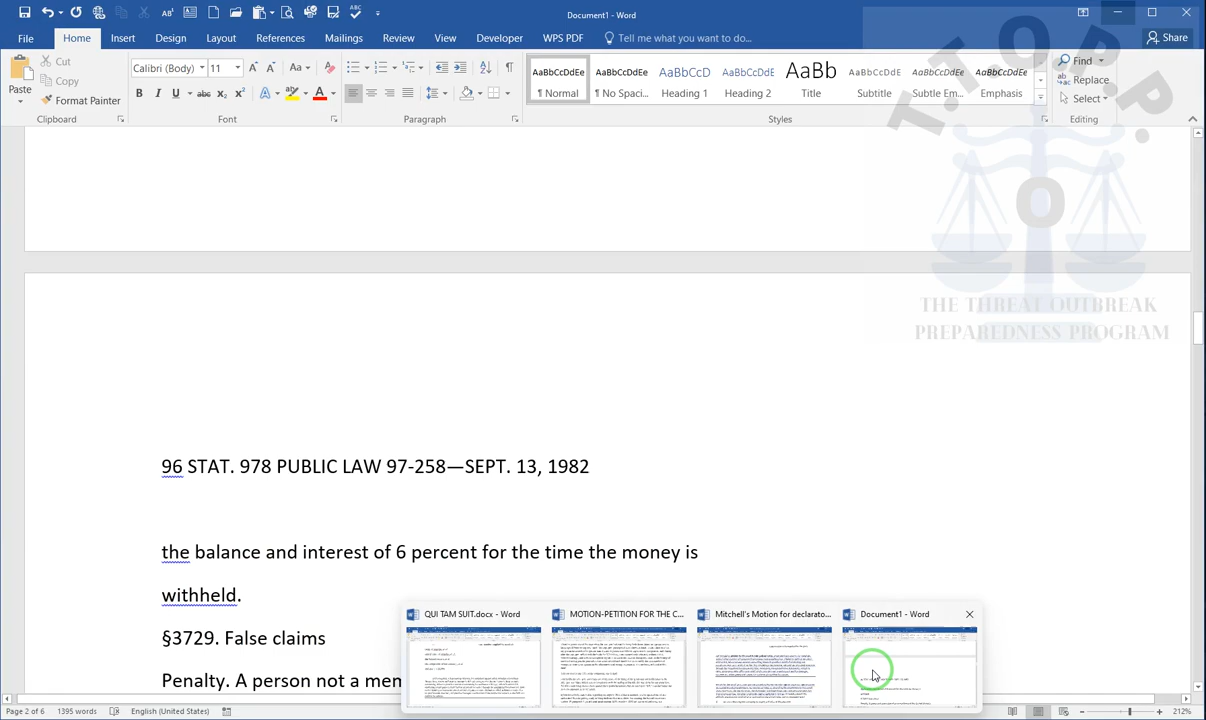 Document1 - Word
File Home Insert Design Layout References Mailings Review View Developer WPS PDF Tell me what you want to do... Share
Paste Cut Copy Format Painter
Clipboard
Calibri (Body) 11
Font
Paragraph
AaBbCcDdEe ¶ Normal
AaBbCcDdEe ¶ No Spaci...
AaBbCcD Heading 1
AaBbCcDdE Heading 2
AaBb Title
AaBbCcDdE Subtitle
AaBbCcDdEe Subtle Em...
AaBbCcDdEe Emphasis
Styles
Find Replace Select
Editing
T.T.O.P.P.
THE THREAT OUTBREAK
PREPAREDNESS PROGRAM
96 STAT. 978 PUBLIC LAW 97-258—SEPT. 13, 1982
the balance and interest of 6 percent for the time the money is
withheld.
§3729. False claims
Penalty. A person not a mem
QUI TAM SUIT.docx - Word
MOTION-PETITION FOR THE C...
Mitchell's Motion for declarato...
Document1 - Word
Page 2 of 6 1395 words English (United States) 212%